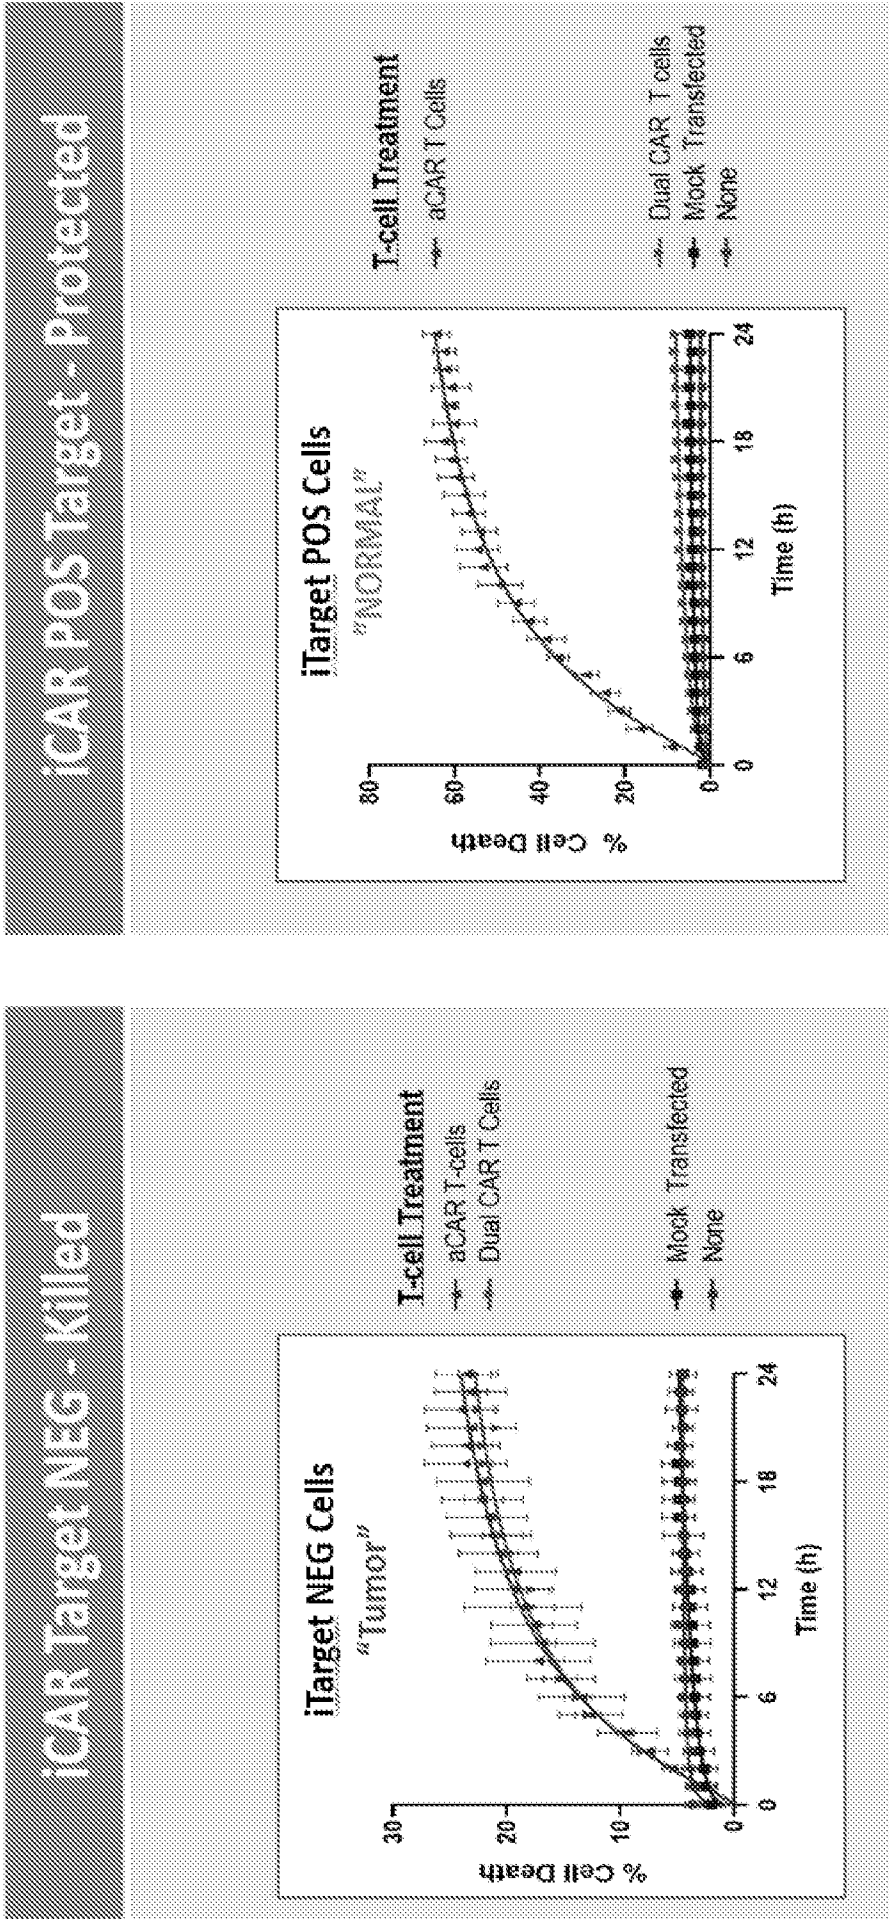 iCAR Target NEG - Killed
iTarget NEG Cells
"Tumor"
% Cell Death
30
20
10
0
0
6
12
18
24
Time (h)
T-cell Treatment
aCAR T-cells
Dual CAR T Cells
Mock Transfected
None
iCAR POS Target - Protected
iTarget POS Cells
"NORMAL"
% Cell Death
80
60
40
20
0
0
6
12
18
24
Time (h)
T-cell Treatment
aCAR T Cells
Dual CAR T cells
Mock Transfected
None